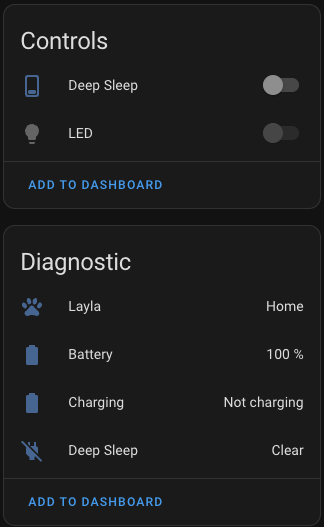 Controls
Deep Sleep
LED
ADD TO DASHBOARD
Diagnostic
Layla Home
Battery 100 %
Charging Not charging
Deep Sleep Clear
ADD TO DASHBOARD